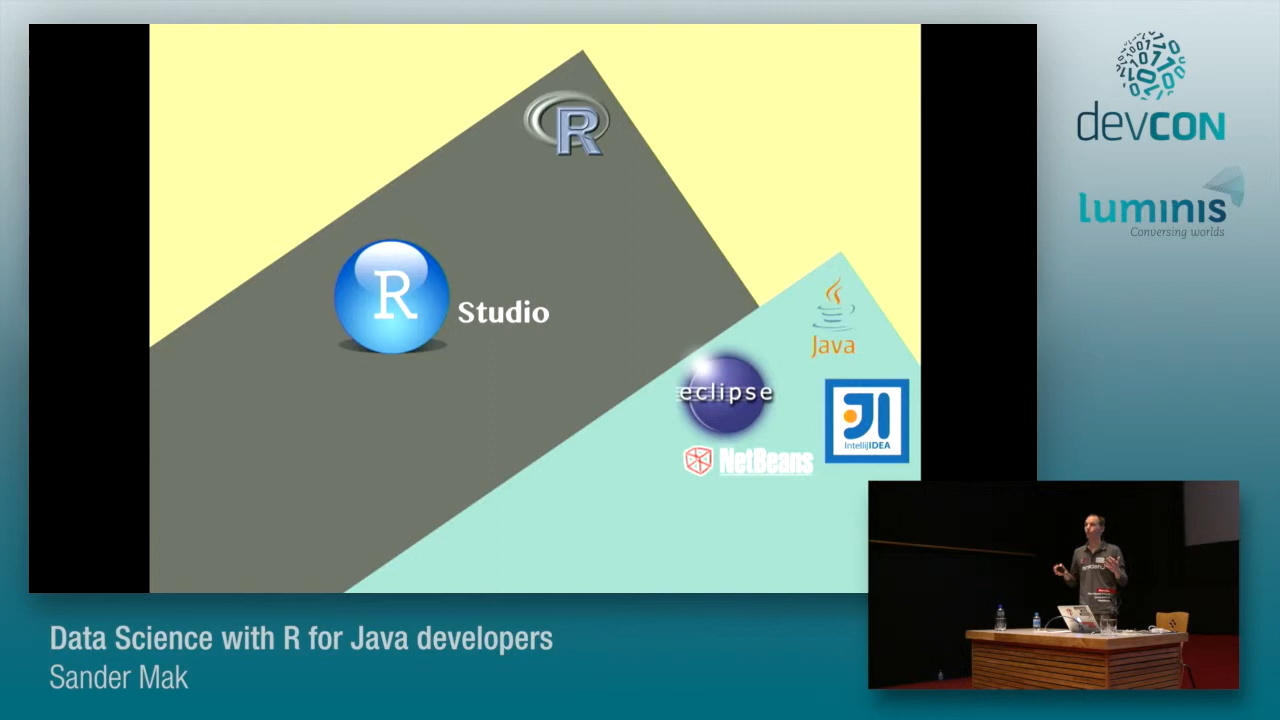 R
R Studio
Java
eclipse
IntelliJIDEA
NetBeans
devCON
luminis
Conversing worlds
Data Science with R for Java developers
Sander Mak